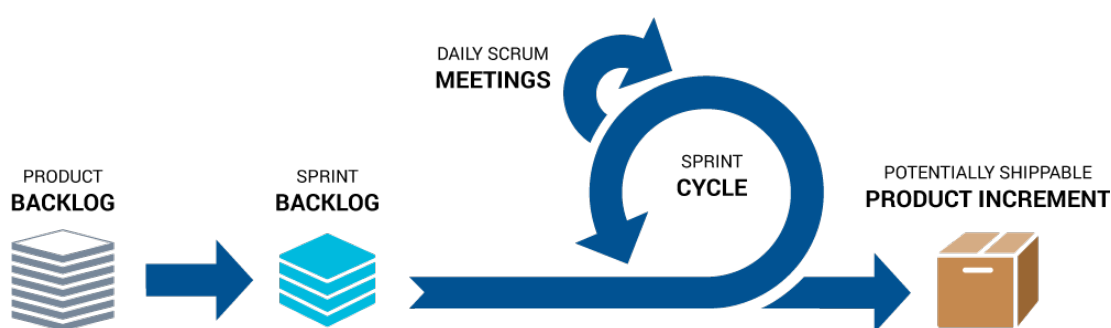 DAILY SCRUM
MEETINGS
PRODUCT
BACKLOG
SPRINT
BACKLOG
SPRINT
CYCLE
POTENTIALLY SHIPPABLE
PRODUCT INCREMENT